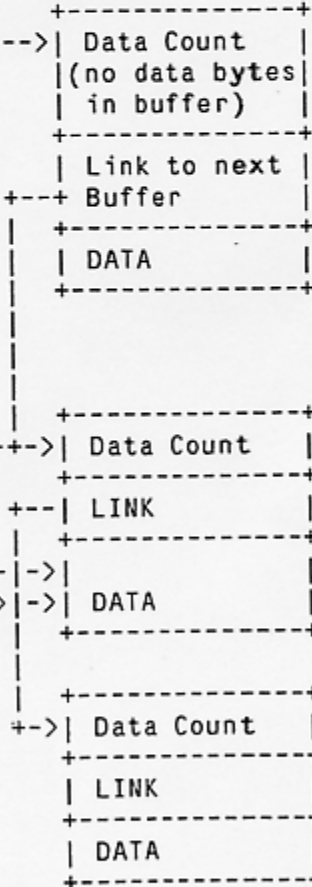 Data Count
(no data bytes
in buffer)
Link to next
Buffer
DATA
Data Count
LINK
DATA
Data Count
LINK
DATA